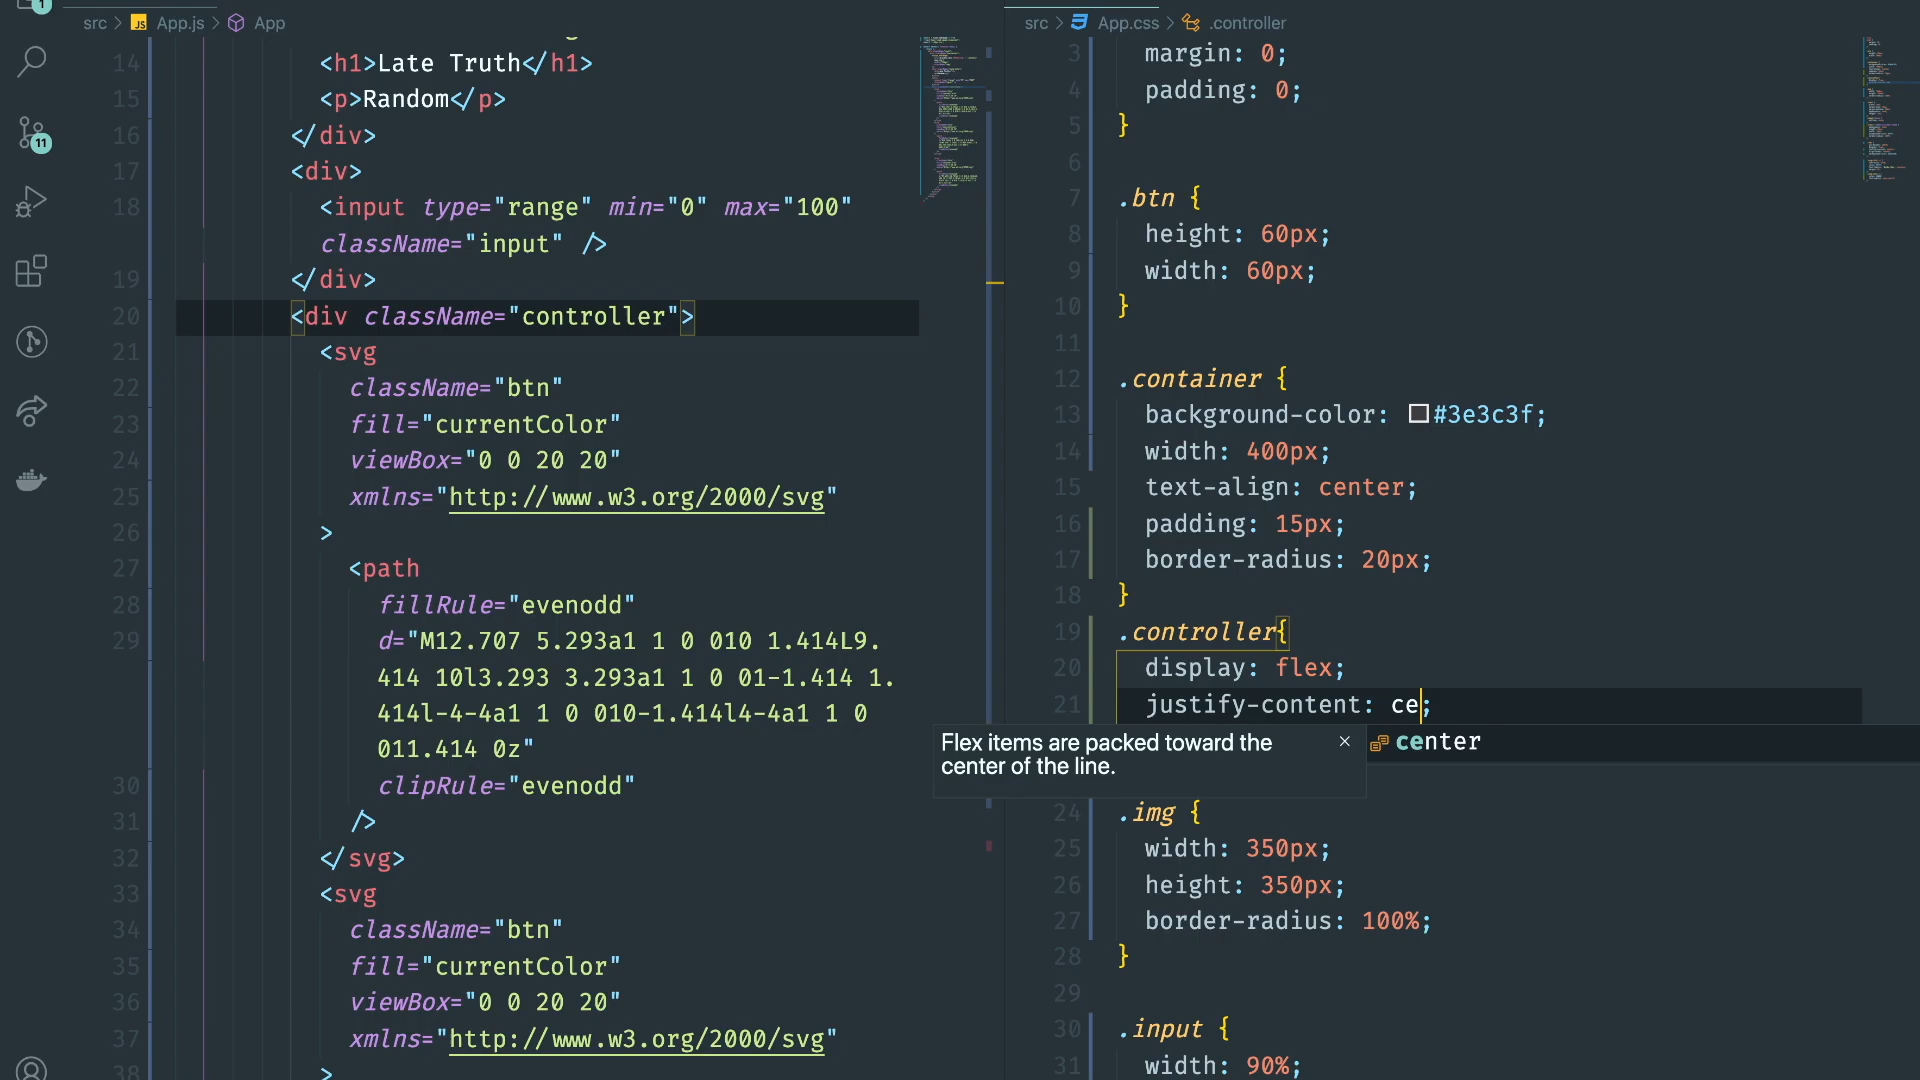 1
src > App.js > App
14 <h1>Late Truth</h1>
15 <p>Random</p>
16 </div>
17 <div>
18 <input type="range" min="0" max="100"
className="input" />
19 </div>
20 <div className="controller">
21 <svg
22 className="btn"
23 fill="currentColor"
24 viewBox="0 0 20 20"
25 xmlns="http://www.w3.org/2000/svg"
26 >
27 <path
28 fillRule="evenodd"
29 d="M12.707 5.293a1 1 0 010 1.414L9.
414 10l3.293 3.293a1 1 0 01-1.414 1.
414l-4-4a1 1 0 010-1.414l4-4a1 1 0
011.414 0z"
30 clipRule="evenodd"
31 />
32 </svg>
33 <svg
34 className="btn"
35 fill="currentColor"
36 viewBox="0 0 20 20"
37 xmlns="http://www.w3.org/2000/svg"
38 >
11
src > App.css > .controller
3 margin: 0;
4 padding: 0;
5 }
6
7 .btn {
8 height: 60px;
9 width: 60px;
10 }
11
12 .container {
13 background-color: #3e3c3f;
14 width: 400px;
15 text-align: center;
16 padding: 15px;
17 border-radius: 20px;
18 }
19 .controller{
20 display: flex;
21 justify-content: ce;
Flex items are packed toward the
center of the line.
×
center
24 .img {
25 width: 350px;
26 height: 350px;
27 border-radius: 100%;
28 }
29
30 .input {
31 width: 90%;